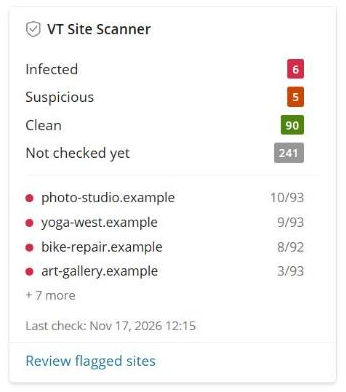 VT Site Scanner
Infected 6
Suspicious 5
Clean 90
Not checked yet 241
photo-studio.example 10/93
yoga-west.example 9/93
bike-repair.example 8/92
art-gallery.example 3/93
+ 7 more
Last check: Nov 17, 2026 12:15
Review flagged sites